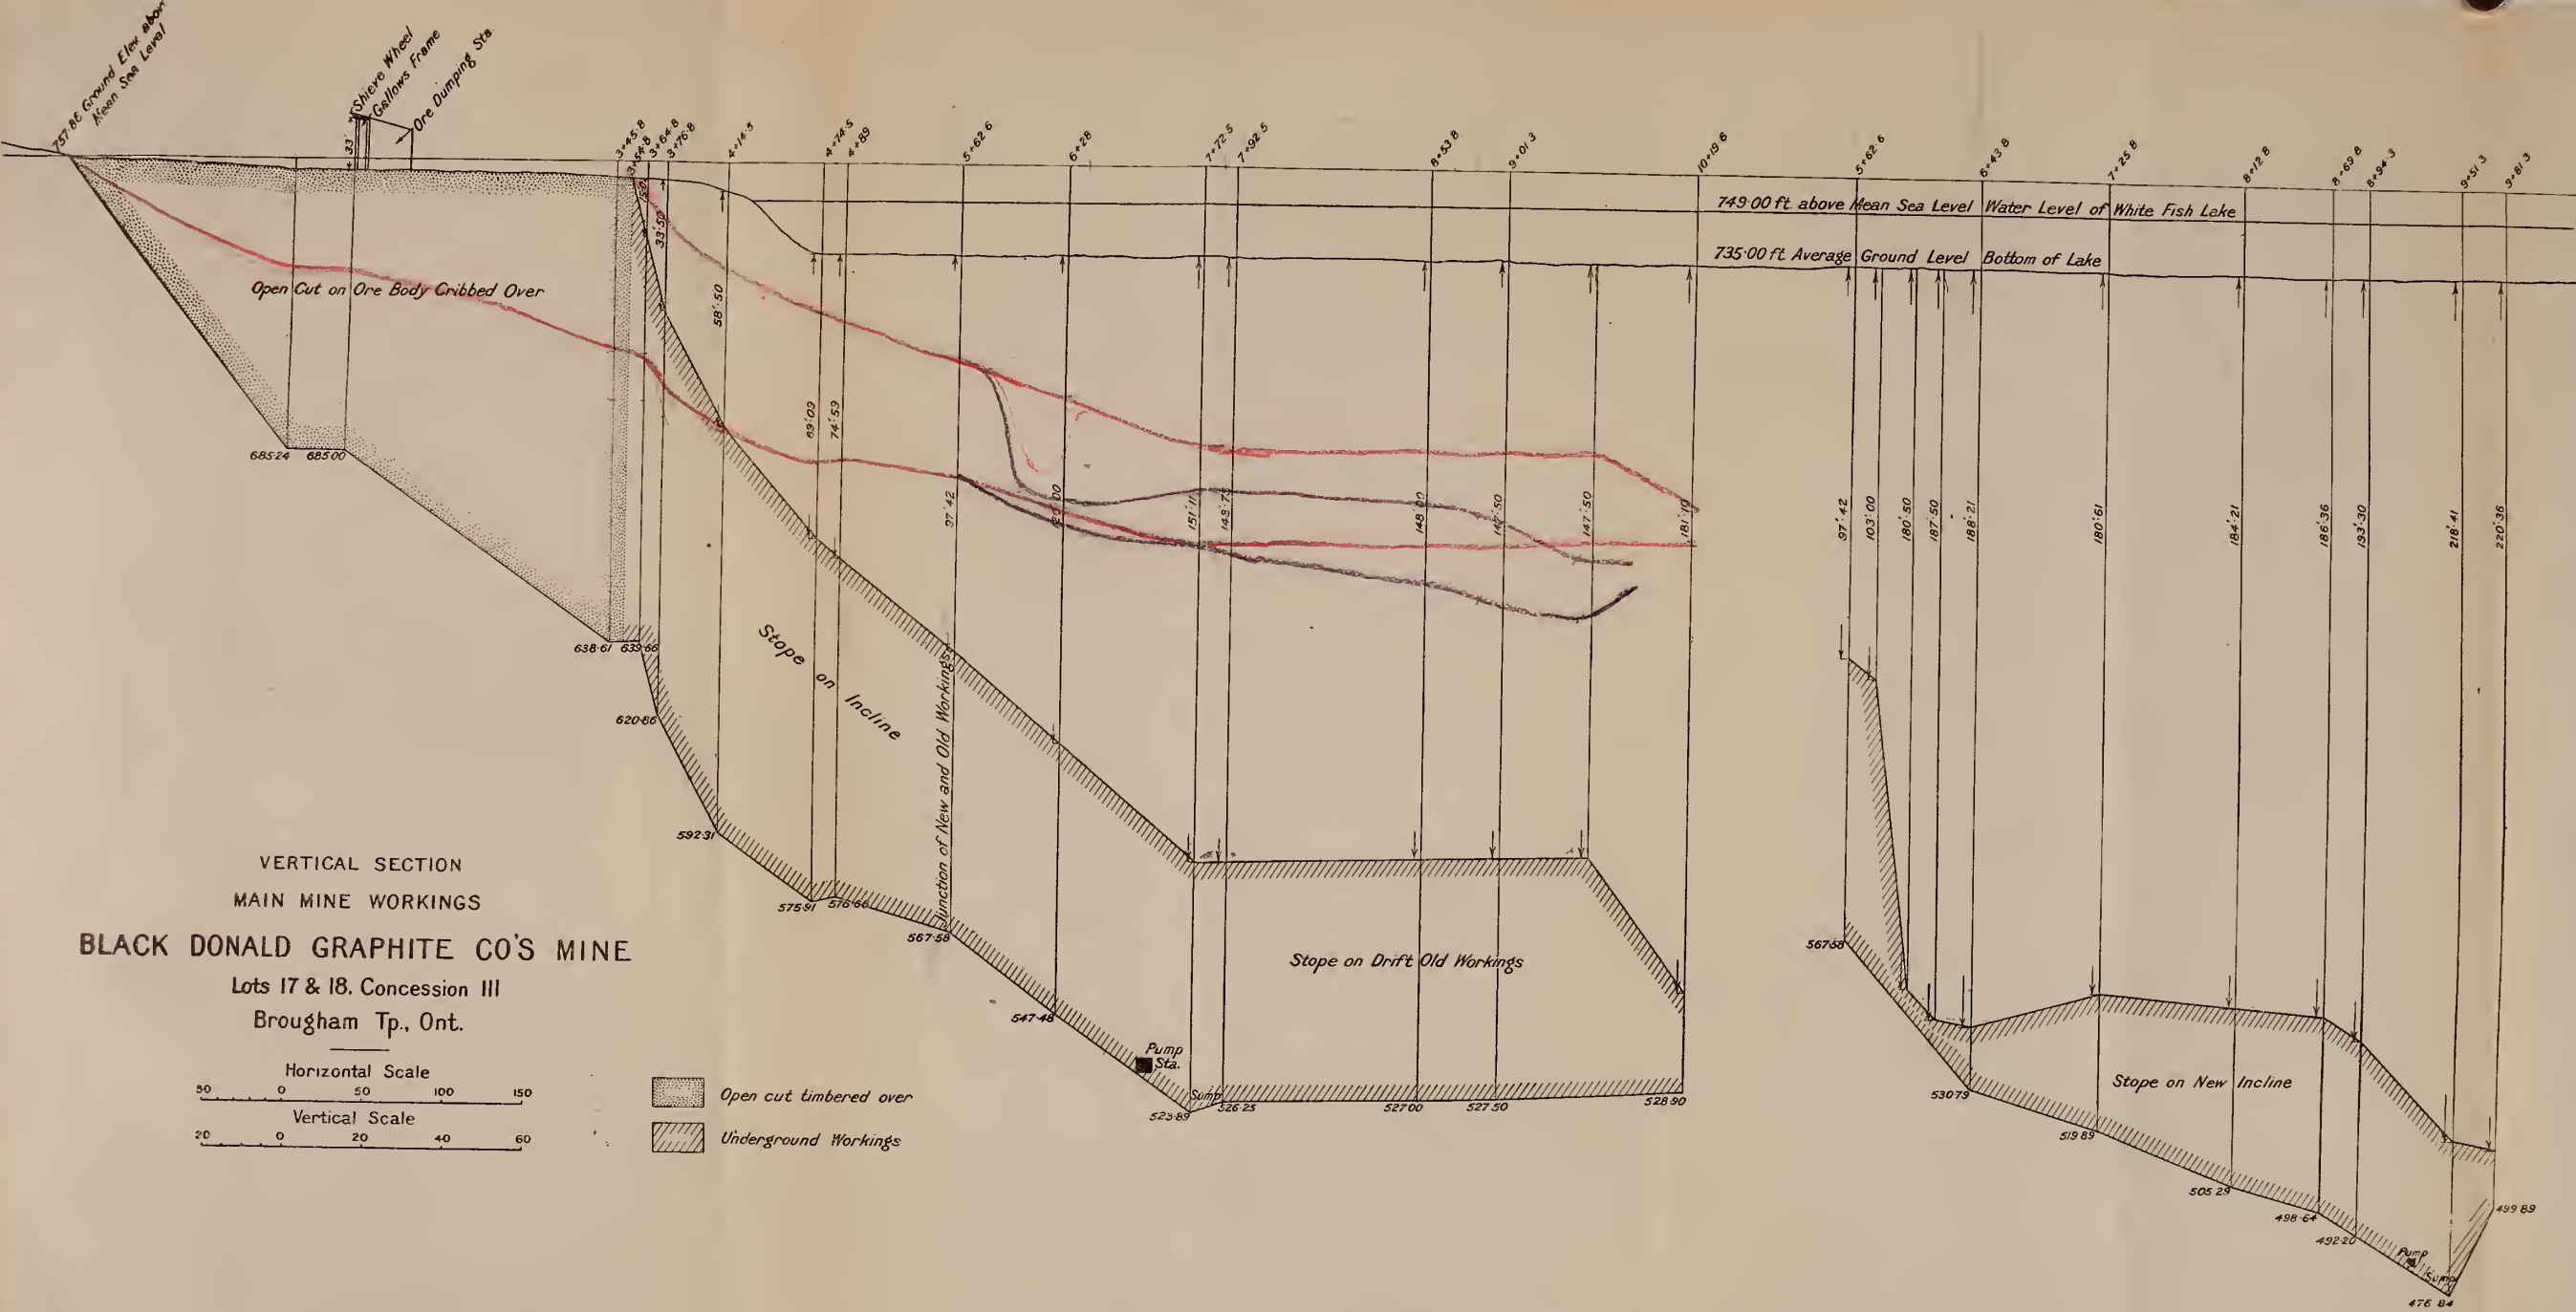 757·86 Ground Elev. above
Mean Sea Level
Shieve Wheel
Gallows Frame
Ore Dumping Sta.
33'
3+45·8
3+54·8
3+64·8
3+76·8
4+14·5
4+74·5
4+89
5+62·6
6+28
7+72·5
7+92·5
8+53·8
9+01·3
10+19·6
5+62·6
6+43·8
7+25·8
8+12·8
8+69·8
8+94·3
9+51·3
9+81·3
749·00 ft. above Mean Sea Level Water Level of White Fish Lake
735·00 ft. Average Ground Level Bottom of Lake
Open Cut on Ore Body Cribbed Over
33'·50
58'·50
69'·09
74'·59
97'·42
120'·00
151'·11
148'·00
147'·50
147'·50
181'·10
97'·42
103'·00
180'·50
187'·50
188'·21
180'·61
184'·21
186'·36
193'·30
218'·41
220'·36
685·24
685·00
638·61
639·66
620·86
592·31
575·91
576·66
567·58
547·48
523·89
526·25
527·00
527·50
528·90
567·58
530·79
519·89
505·29
498·64
492·20
476·84
499·89
Stope on Incline
Junction of New and Old Workings
Pump
Sta.
Sump
Stope on Drift Old Workings
Stope on New Incline
Pump
Sump
VERTICAL SECTION
MAIN MINE WORKINGS
BLACK DONALD GRAPHITE CO'S MINE
Lots 17 & 18. Concession III
Brougham Tp., Ont.
Horizontal Scale
50 0 50 100 150
Vertical Scale
20 0 20 40 60
Open cut timbered over
Underground Workings